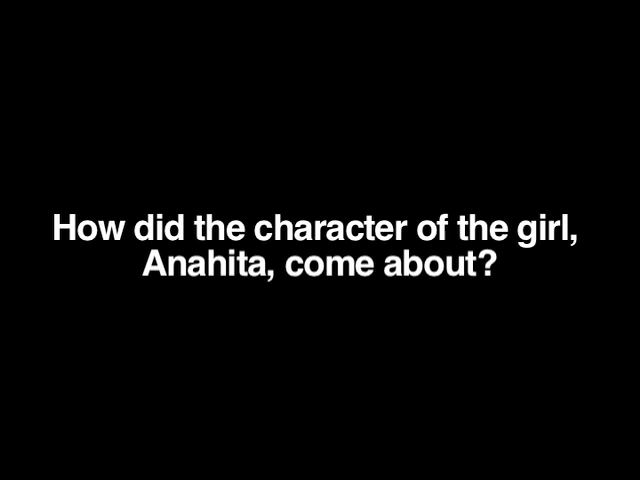 How did the character of the girl,
Anahita, come about?